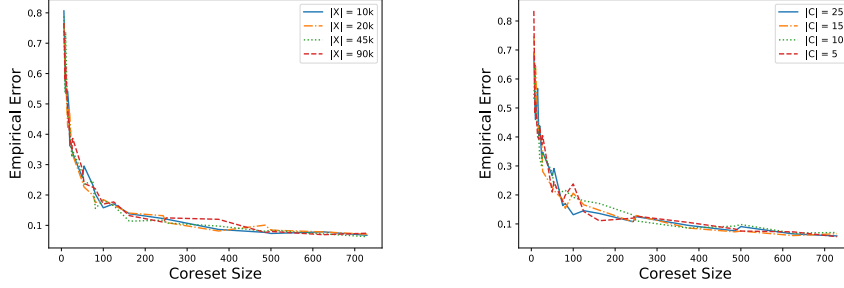 0.8
0.7
0.6
0.5
0.4
0.3
0.2
0.1
Empirical Error
0 100 200 300 400 500 600 700
Coreset Size
|X| = 10k
|X| = 20k
|X| = 45k
|X| = 90k
0.8
0.7
0.6
0.5
0.4
0.3
0.2
0.1
Empirical Error
0 100 200 300 400 500 600 700
Coreset Size
|C| = 25
|C| = 15
|C| = 10
|C| = 5